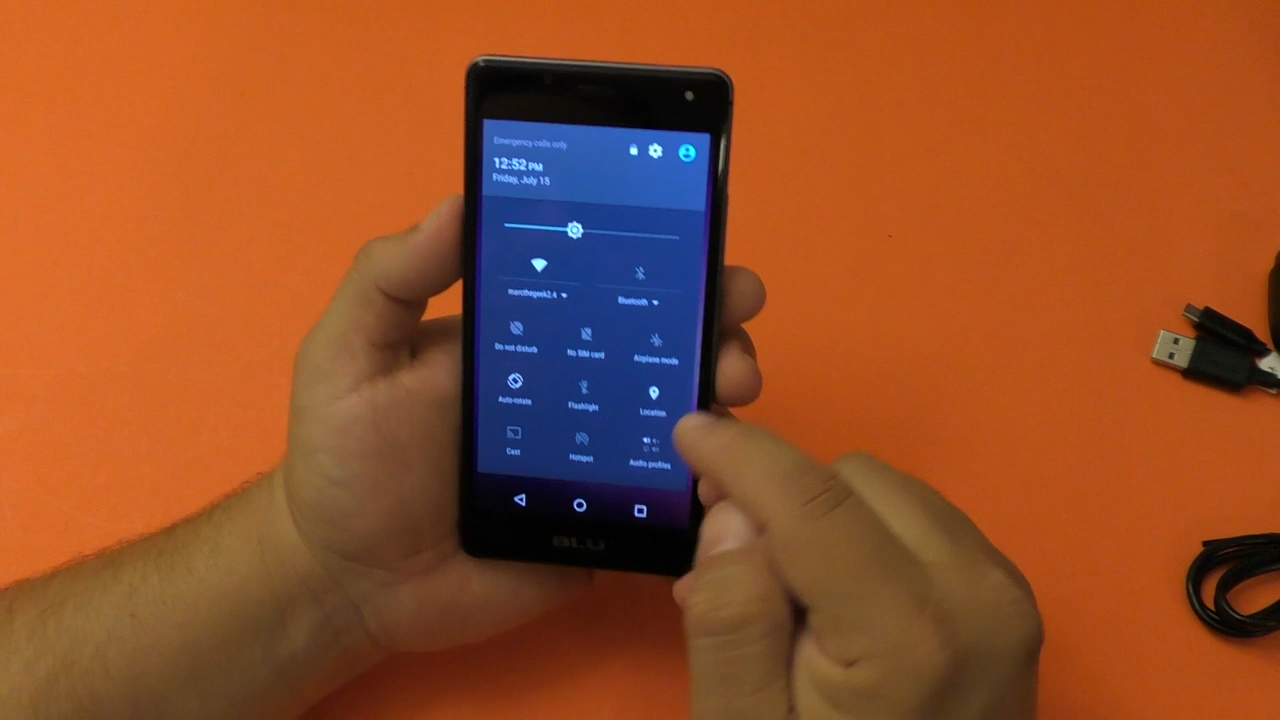 Emergency calls only
12:52 PM
Friday, July 15
marcthegeek2.4
Bluetooth
Do not disturb
No SIM card
Airplane mode
Auto-rotate
Flashlight
Location
Cast
Hotspot
Audio profiles
BLU